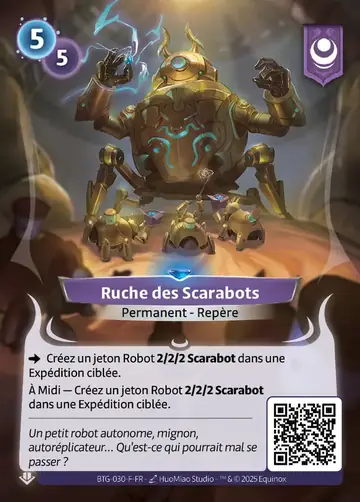 5
5
Ruche des Scarabots
Permanent - Repère
Créez un jeton Robot 2/2/2 Scarabot dans une
Expédition ciblée.
À Midi — Créez un jeton Robot 2/2/2 Scarabot
dans une Expédition ciblée.
Un petit robot autonome, mignon,
autoréplicateur... Qu'est-ce qui pourrait mal se
passer ?
BTG-030-F-FR - HuoMiao Studio - ™ & © 2025 Equinox